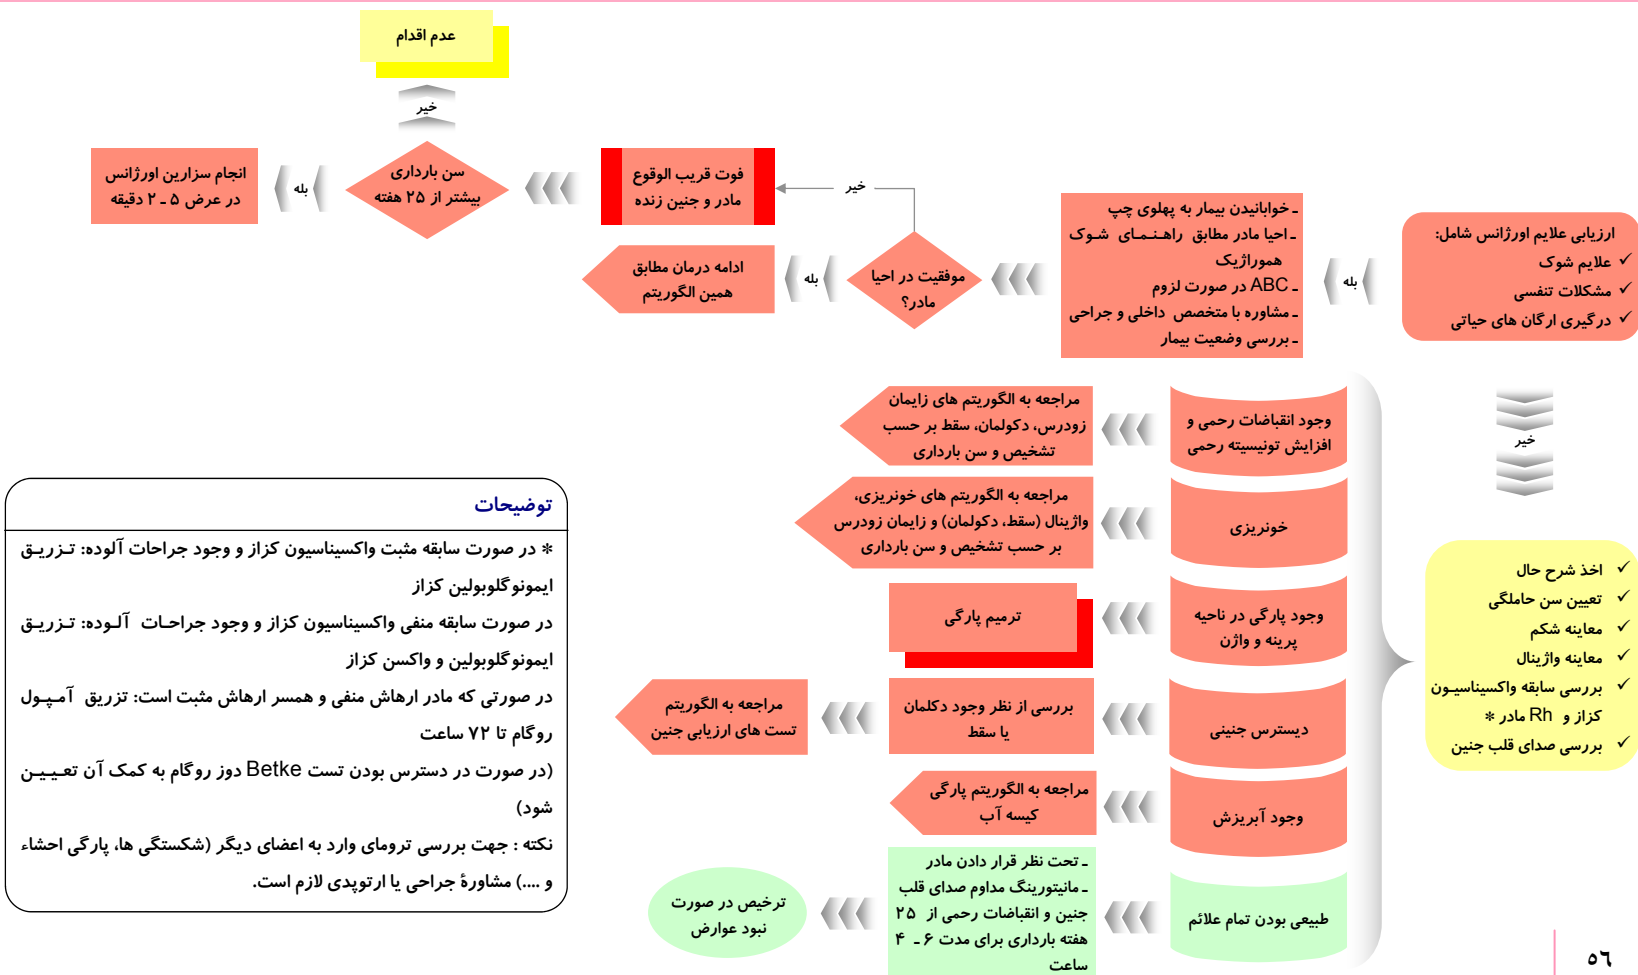 عدم اقدام
خیر
ارزیابی علایم اورژانس شامل:
✓ علایم شوک
✓ مشکلات تنفسی
✓ درگیری ارگان های حیاتی
بله
ـ خوابانیدن بیمار به پهلوی چپ
ـ احیا مادر مطابق راهـنـمـای شـوک
هموراژیک
ـ ABC در صورت لزوم
ـ مشاوره با متخصص داخلی و جراحی
ـ بررسی وضعیت بیمار
موفقیت در احیا
مادر؟
خیر
فوت قریب الوقوع
مادر و جنین زنده
سن بارداری
بیشتر از ۲۵ هفته
بله
انجام سزارین اورژانس
در عرض ۵ ـ ۲ دقیقه
بله
ادامه درمان مطابق
همین الگوریتم
خیر
✓ اخذ شرح حال
✓ تعیین سن حاملگی
✓ معاینه شکم
✓ معاینه واژینال
✓ بررسی سابقه واکسیناسیـون
کزاز و Rh مادر *
✓ بررسی صدای قلب جنین
وجود انقباضات رحمی و
افزایش تونیسیته رحمی
مراجعه به الگوریتم های زایمان
زودرس، دکولمان، سقط بر حسب
تشخیص و سن بارداری
خونریزی
مراجعه به الگوریتم های خونریزی،
واژینال (سقط، دکولمان) و زایمان زودرس
بر حسب تشخیص و سن بارداری
وجود پارگی در ناحیه
پرینه و واژن
ترمیم پارگی
دیسترس جنینی
بررسی از نظر وجود دکلمان
یا سقط
مراجعه به الگوریتم
تست های ارزیابی جنین
وجود آبریزش
مراجعه به الگوریتم پارگی
کیسه آب
طبیعی بودن تمام علائم
ـ تحت نظر قرار دادن مادر
ـ مانیتورینگ مداوم صدای قلب
جنین و انقباضات رحمی از ۲۵
هفته بارداری برای مدت ۶ ـ ۴
ساعت
ترخیص در صورت
نبود عوارض
توضیحات
* در صورت سابقه مثبت واکسیناسیون کزاز و وجود جراحات آلوده: تـزریـق
ایمونوگلوبولین کزاز
در صورت سابقه منفی واکسیناسیون کزاز و وجود جراحـات آلـوده: تـزریـق
ایمونوگلوبولین و واکسن کزاز
در صورتی که مادر ارهاش منفی و همسر ارهاش مثبت است: تزریق آمـپـول
روگام تا ۷۲ ساعت
(در صورت در دسترس بودن تست Betke دوز روگام به کمک آن تعـیـیـن
شود)
نکته : جهت بررسی ترومای وارد به اعضای دیگر (شکستگی ها، پارگی احشاء
و ....) مشاورهٔ جراحی یا ارتوپدی لازم است.
٥٦